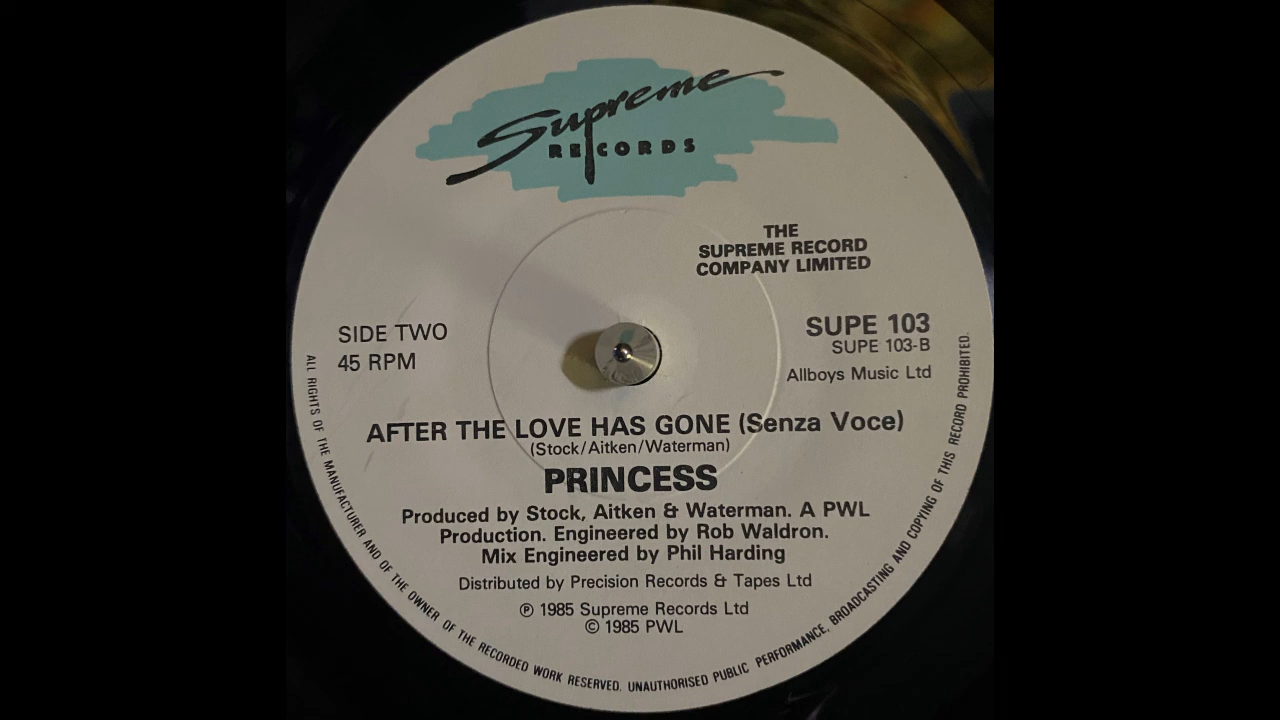 Supreme
RECORDS
THE
SUPREME RECORD
COMPANY LIMITED
SIDE TWO
45 RPM
SUPE 103
SUPE 103-B
Allboys Music Ltd
AFTER THE LOVE HAS GONE (Senza Voce)
(Stock/Aitken/Waterman)
PRINCESS
Produced by Stock, Aitken & Waterman. A PWL
Production. Engineered by Rob Waldron.
Mix Engineered by Phil Harding
Distributed by Precision Records & Tapes Ltd
℗ 1985 Supreme Records Ltd
© 1985 PWL
ALL RIGHTS OF THE MANUFACTURER AND OF THE OWNER OF THE RECORDED WORK RESERVED. UNAUTHORISED PUBLIC PERFORMANCE, BROADCASTING AND COPYING OF THIS RECORD PROHIBITED.